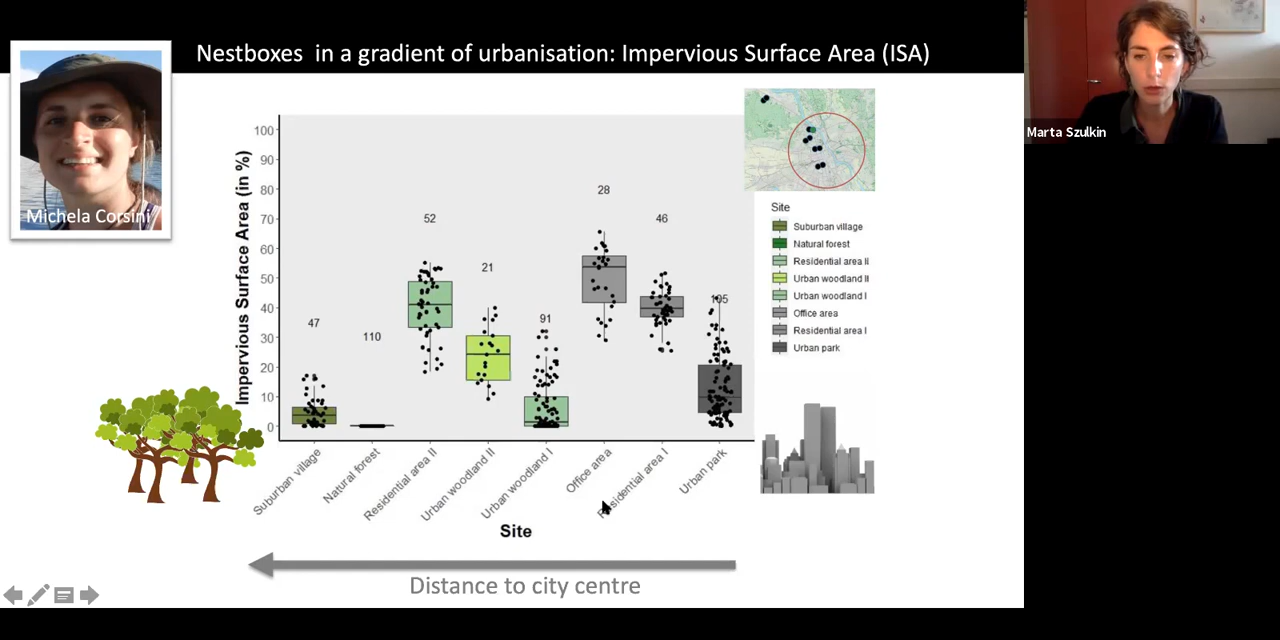 Nestboxes in a gradient of urbanisation: Impervious Surface Area (ISA)
Marta Szulkin
Michela Corsini
Impervious Surface Area (in %)
100
90
80
70
60
50
40
30
20
10
0
47
110
52
21
91
28
46
105
Suburban village
Natural forest
Residential area II
Urban woodland II
Urban woodland I
Office area
Residential area I
Urban park
Site
Distance to city centre
Site
Suburban village
Natural forest
Residential area II
Urban woodland II
Urban woodland I
Office area
Residential area I
Urban park